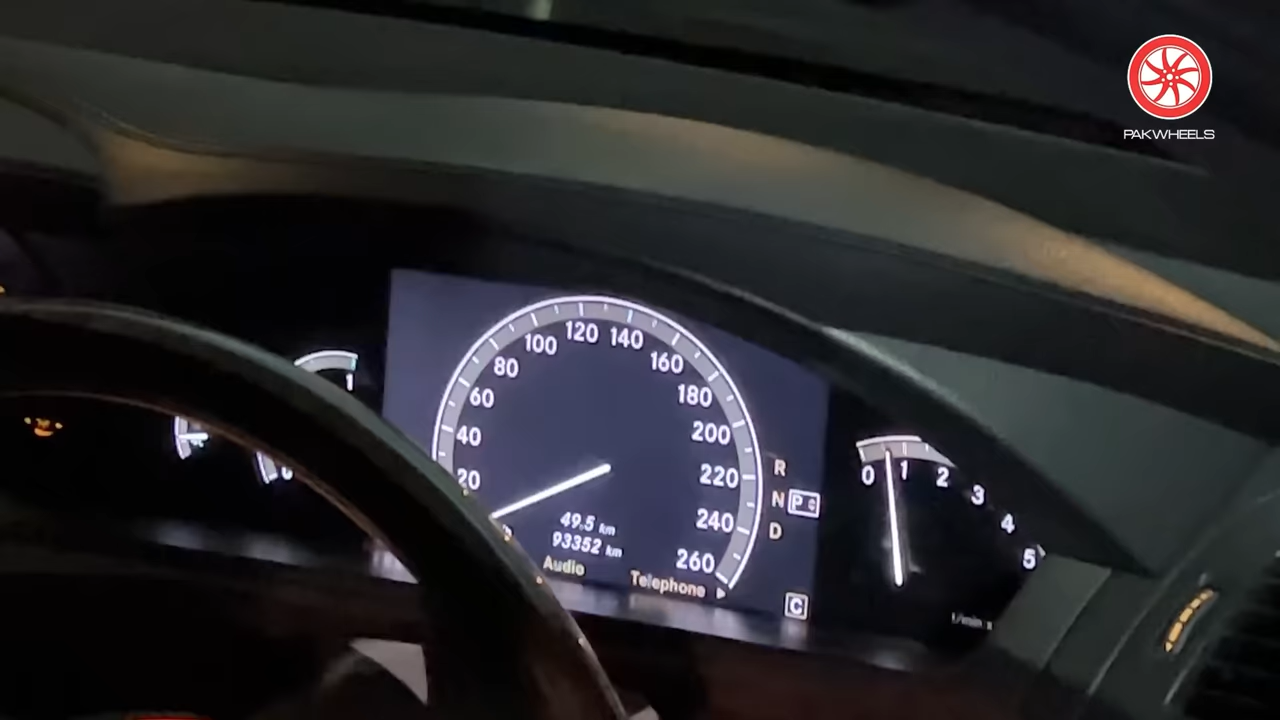 PAKWHEELS
120 140
100
160
80
180
60
200
40
220
20
240
260
49.5 km
93352 km
Audio
Telephone
R
N P
D
C
1
0
0 1 2 3 4 5